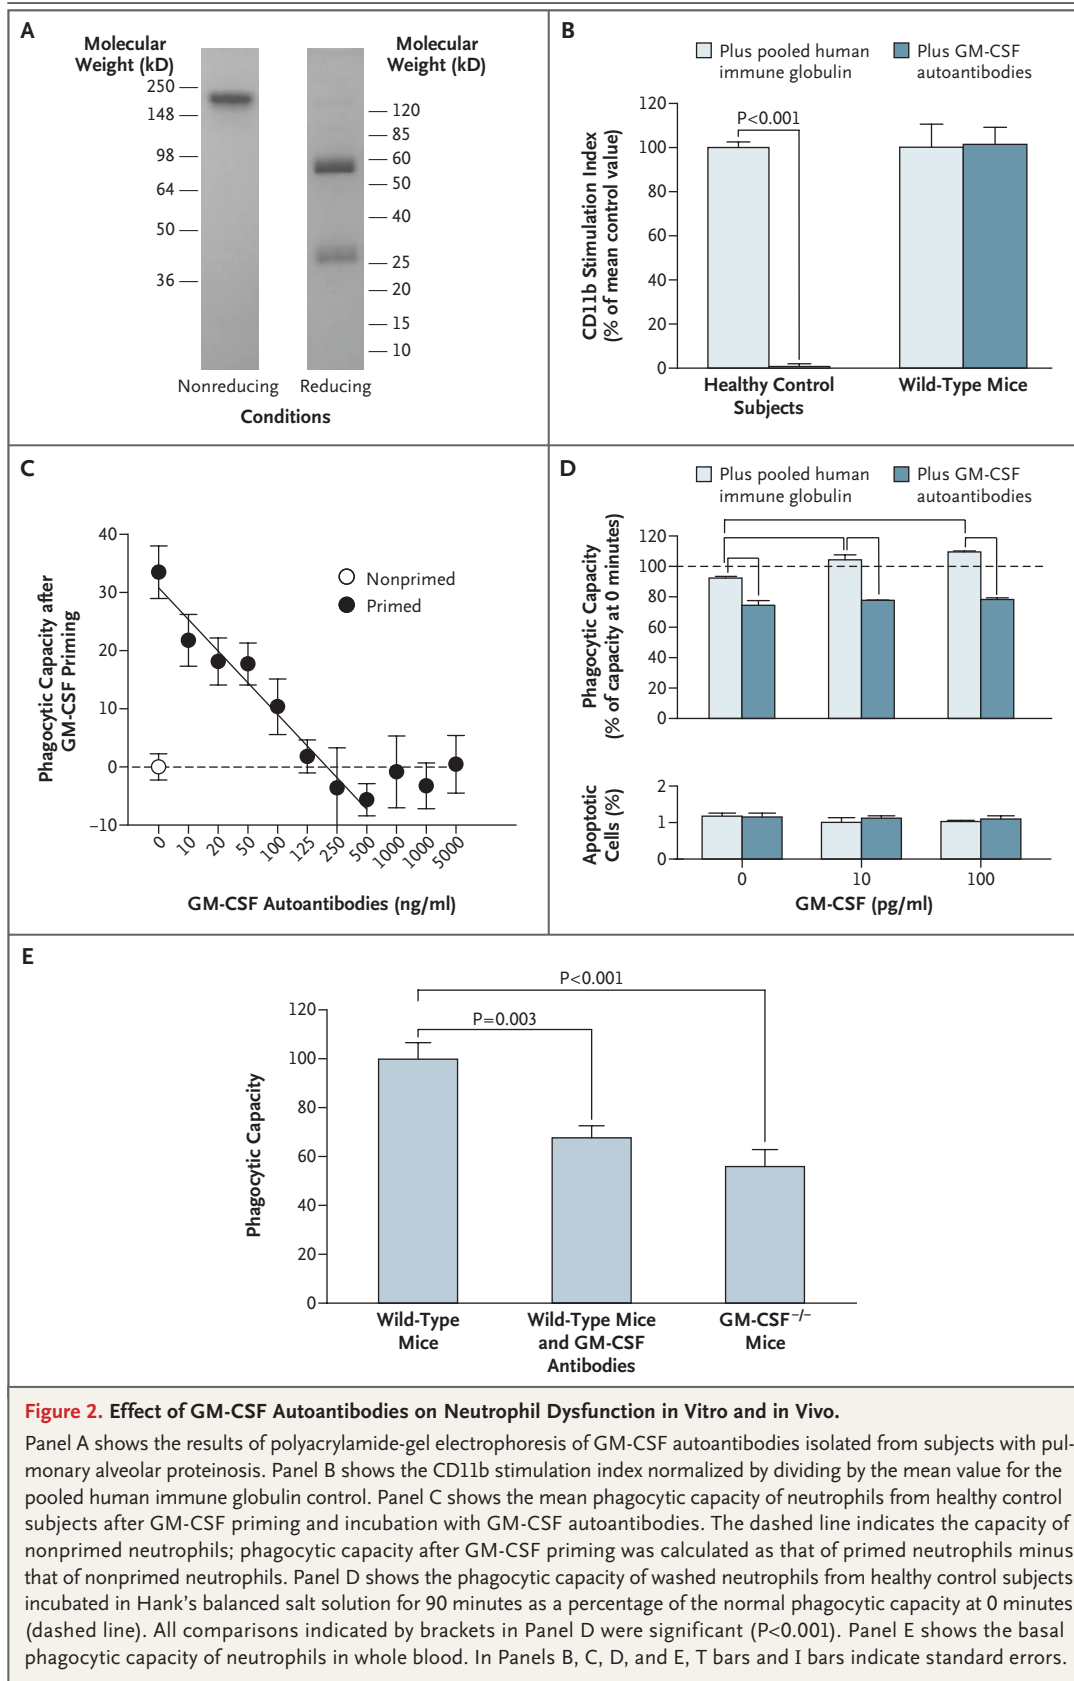 A
Molecular
Weight (kD)
250
148
98
64
50
36
Molecular
Weight (kD)
120
85
60
50
40
25
20
15
10
Nonreducing
Reducing
Conditions
B
Plus pooled human
immune globulin
Plus GM-CSF
autoantibodies
CD11b Stimulation Index
(% of mean control value)
120
100
80
60
40
20
0
P<0.001
Healthy Control
Subjects
Wild-Type Mice
C
Phagocytic Capacity after
GM-CSF Priming
40
30
20
10
0
–10
Nonprimed
Primed
0
10
20
50
100
125
250
500
1000
1000
5000
GM-CSF Autoantibodies (ng/ml)
D
Plus pooled human
immune globulin
Plus GM-CSF
autoantibodies
Phagocytic Capacity
(% of capacity at 0 minutes)
120
100
80
60
40
20
0
Apoptotic
Cells (%)
2
1
0
0
10
100
GM-CSF (pg/ml)
E
Phagocytic Capacity
120
100
80
60
40
20
0
P<0.001
P=0.003
Wild-Type
Mice
Wild-Type Mice
and GM-CSF
Antibodies
GM-CSF−/−
Mice
Figure 2. Effect of GM-CSF Autoantibodies on Neutrophil Dysfunction in Vitro and in Vivo.
Panel A shows the results of polyacrylamide-gel electrophoresis of GM-CSF autoantibodies isolated from subjects with pul-
monary alveolar proteinosis. Panel B shows the CD11b stimulation index normalized by dividing by the mean value for the
pooled human immune globulin control. Panel C shows the mean phagocytic capacity of neutrophils from healthy control
subjects after GM-CSF priming and incubation with GM-CSF autoantibodies. The dashed line indicates the capacity of
nonprimed neutrophils; phagocytic capacity after GM-CSF priming was calculated as that of primed neutrophils minus
that of nonprimed neutrophils. Panel D shows the phagocytic capacity of washed neutrophils from healthy control subjects
incubated in Hank's balanced salt solution for 90 minutes as a percentage of the normal phagocytic capacity at 0 minutes
(dashed line). All comparisons indicated by brackets in Panel D were significant (P<0.001). Panel E shows the basal
phagocytic capacity of neutrophils in whole blood. In Panels B, C, D, and E, T bars and I bars indicate standard errors.